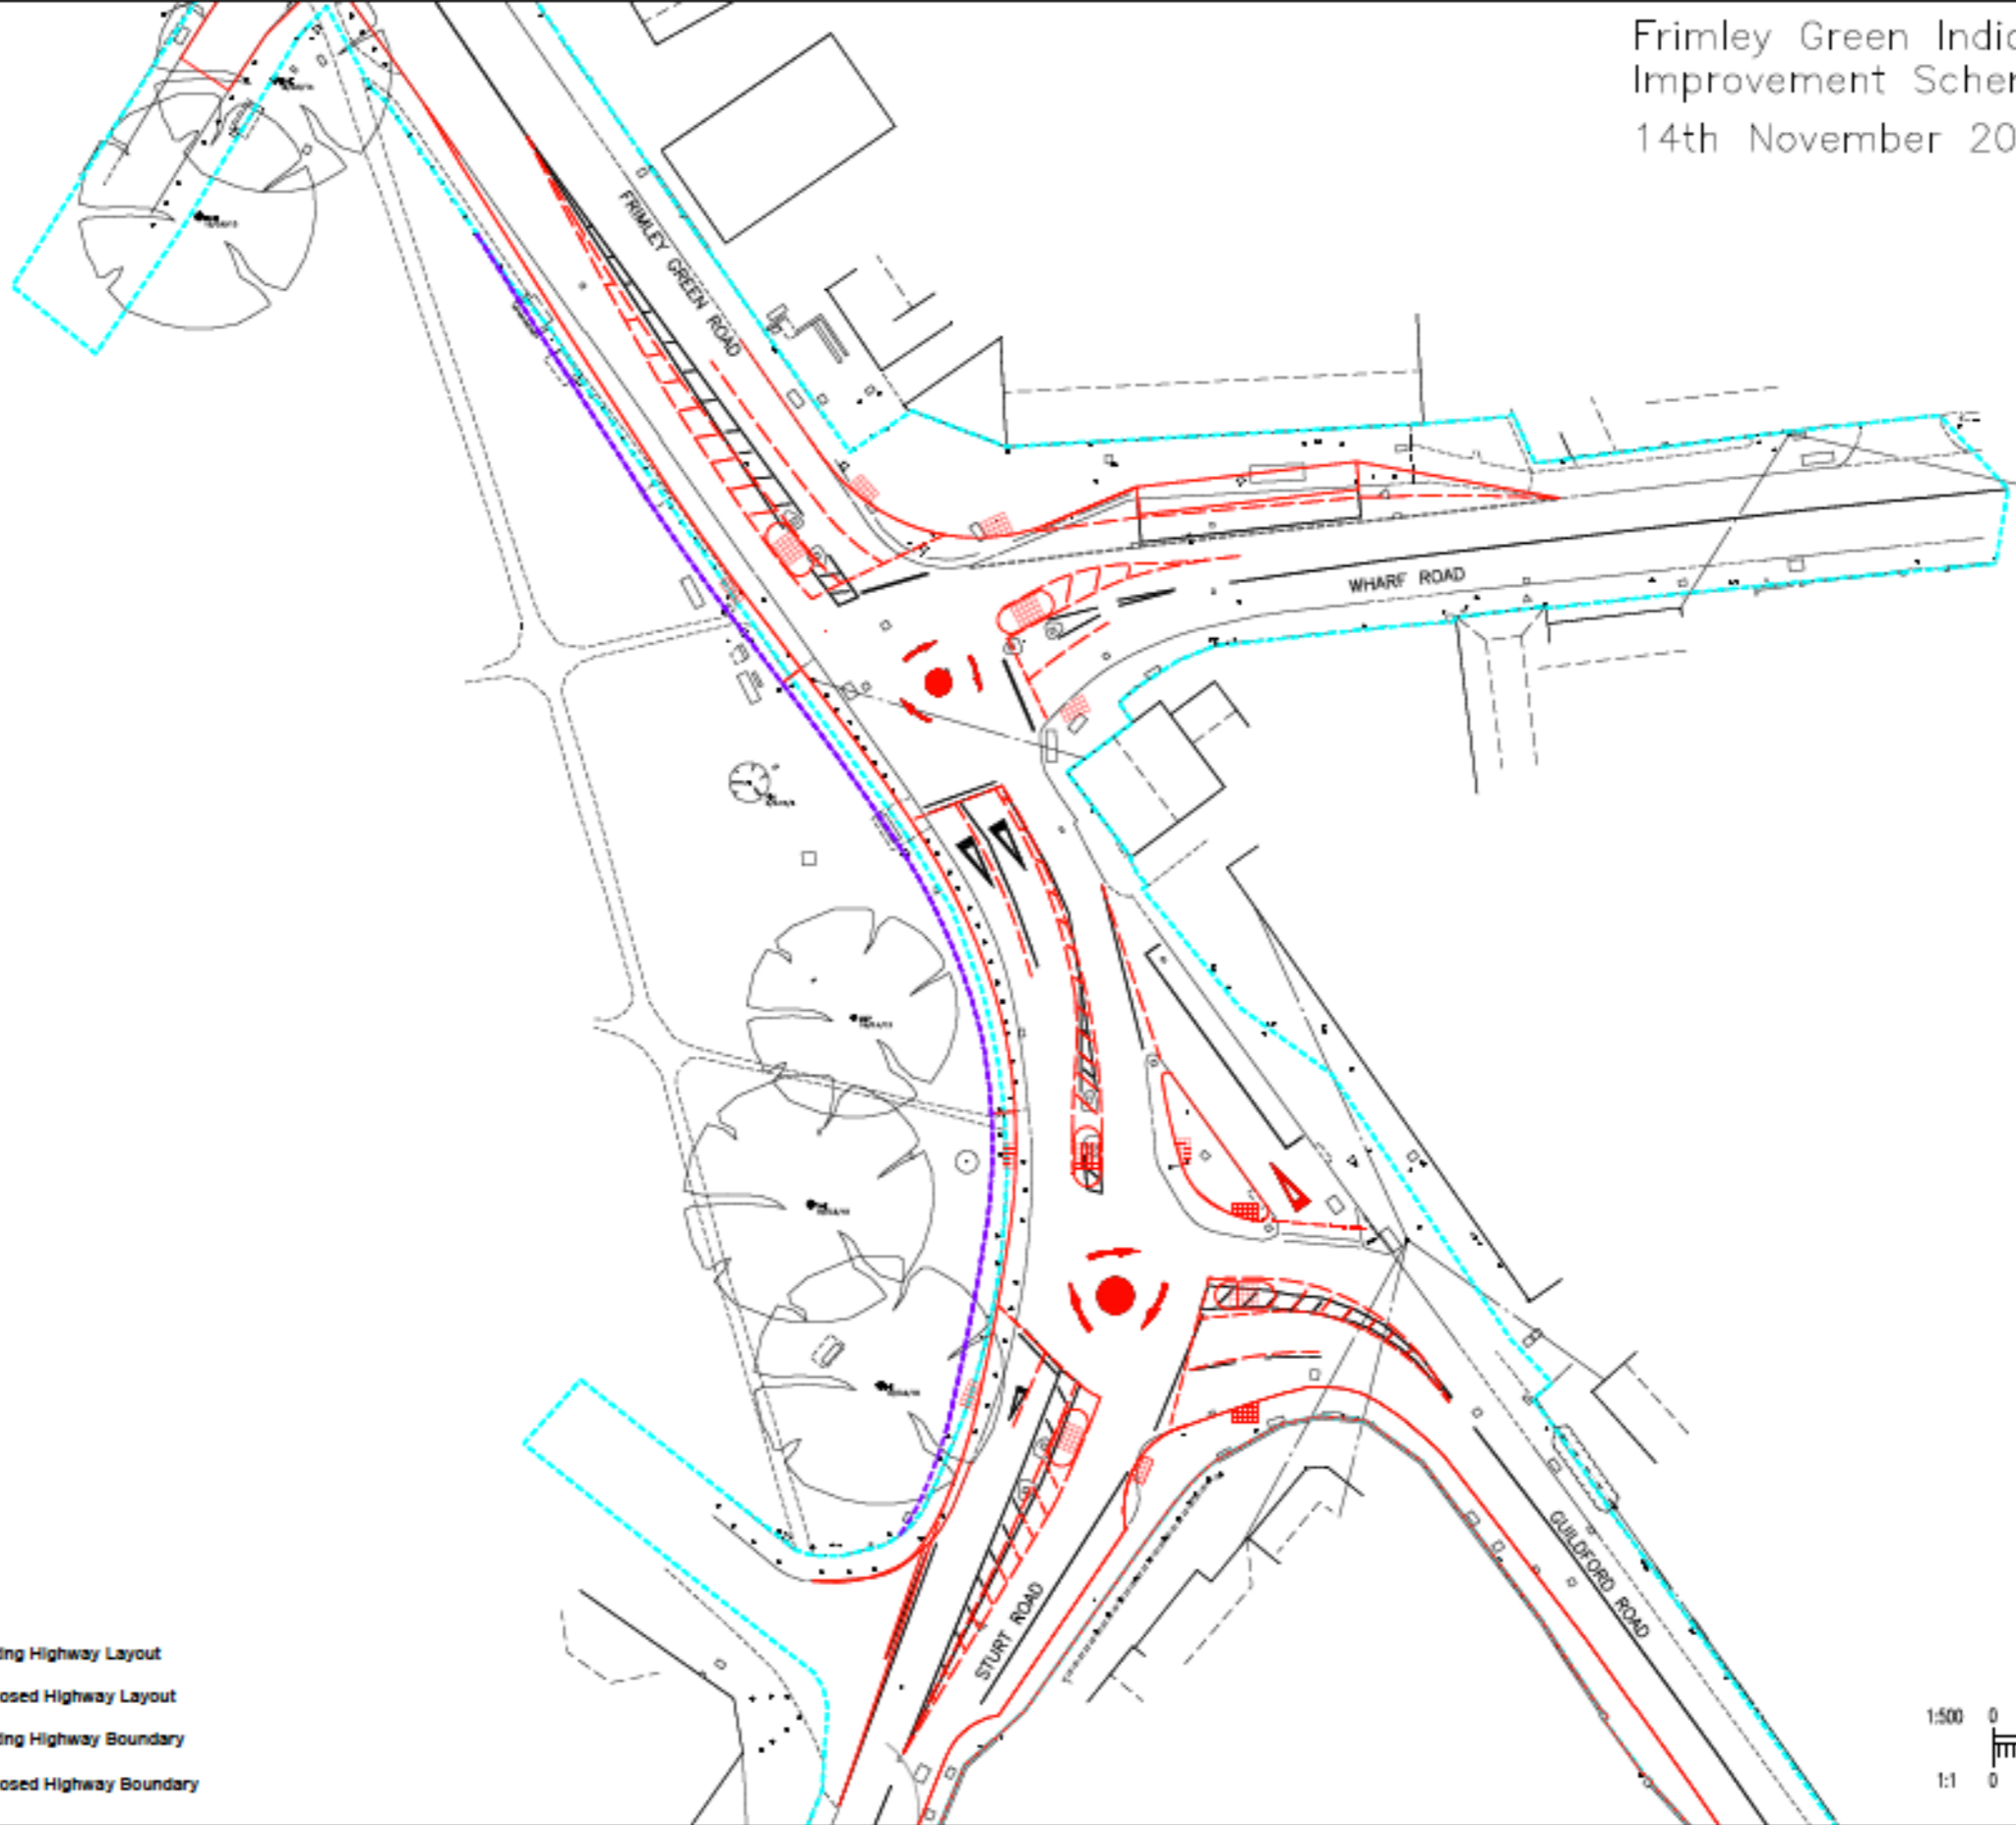 Frimley Green Indic
Improvement Scher
14th November 20
FRIMLEY GREEN ROAD
WHARF ROAD
GUILDFORD ROAD
STURT ROAD
ing Highway Layout
osed Highway Layout
ing Highway Boundary
osed Highway Boundary
1:500 0
1:1 0